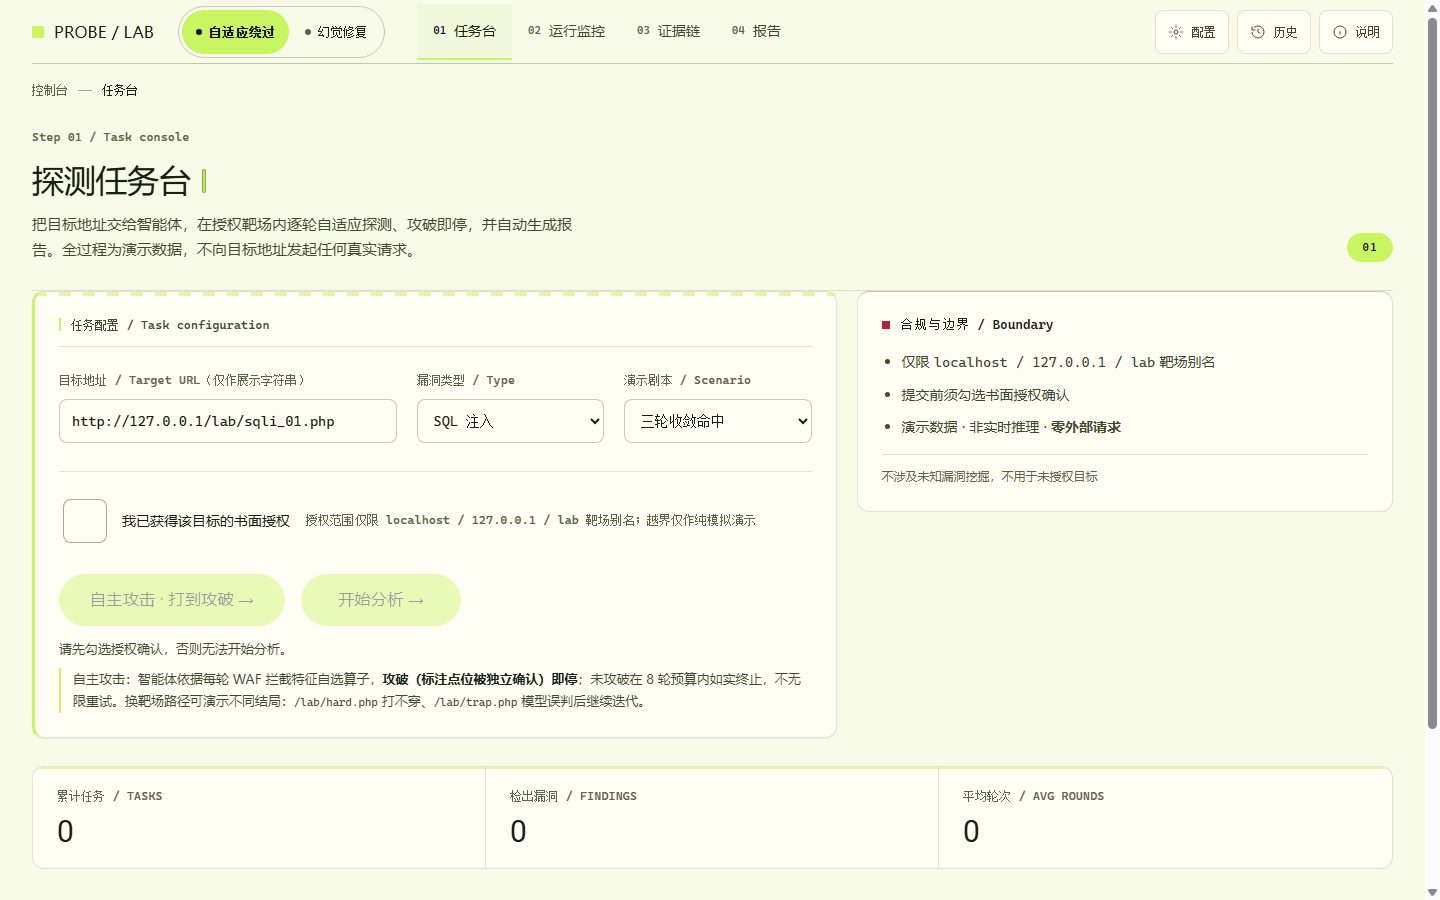 PROBE / LAB
自适应绕过
幻觉修复
01 任务台
02 运行监控
03 证据链
04 报告
配置
历史
说明
控制台 — 任务台
Step 01 / Task console
探测任务台
把目标地址交给智能体，在授权靶场内逐轮自适应探测、攻破即停，并自动生成报
告。全过程为演示数据，不向目标地址发起任何真实请求。
01
任务配置 / Task configuration
目标地址 / Target URL（仅作展示字符串）
漏洞类型 / Type
演示剧本 / Scenario
http://127.0.0.1/lab/sqli_01.php
SQL 注入
三轮收敛命中
我已获得该目标的书面授权
授权范围仅限 localhost / 127.0.0.1 / lab 靶场别名；越界仅作纯模拟演示
自主攻击 · 打到攻破 →
开始分析 →
请先勾选授权确认，否则无法开始分析。
自主攻击：智能体依据每轮 WAF 拦截特征自选算子，攻破（标注点位被独立确认）即停；未攻破在 8 轮预算内如实终止，不无
限重试。换靶场路径可演示不同结局：/lab/hard.php 打不穿、/lab/trap.php 模型误判后继续迭代。
合规与边界 / Boundary
仅限 localhost / 127.0.0.1 / lab 靶场别名
提交前须勾选书面授权确认
演示数据 · 非实时推理 · 零外部请求
不涉及未知漏洞挖掘，不用于未授权目标
累计任务 / TASKS
0
检出漏洞 / FINDINGS
0
平均轮次 / AVG ROUNDS
0